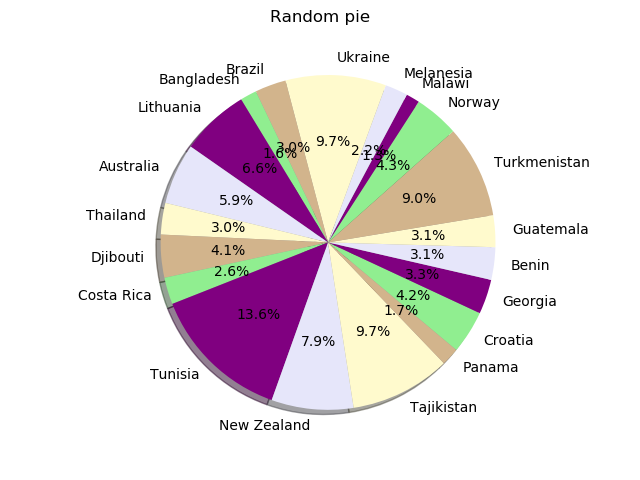 Random pie
Ukraine
9.7%
Brazil
3.0%
Bangladesh
1.6%
Lithuania
6.6%
Australia
5.9%
Thailand
3.0%
Djibouti
4.1%
Costa Rica
2.6%
Tunisia
13.6%
New Zealand
7.9%
Tajikistan
9.7%
Panama
1.7%
Croatia
4.2%
Georgia
3.3%
Benin
3.1%
Guatemala
3.1%
Turkmenistan
9.0%
Norway
4.3%
Malawi
Melanesia
2.2%